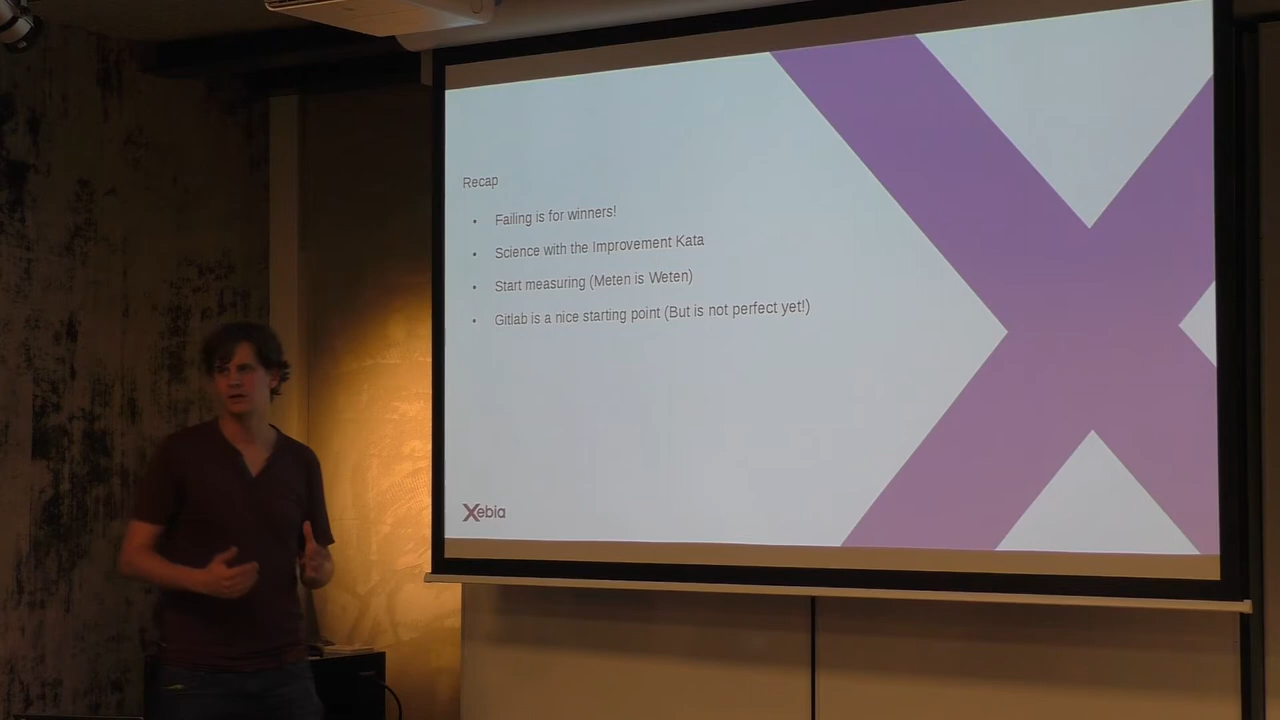 Recap
• Failing is for winners!
• Science with the Improvement Kata
• Start measuring (Meten is Weten)
• Gitlab is a nice starting point (But is not perfect yet!)
Xebia